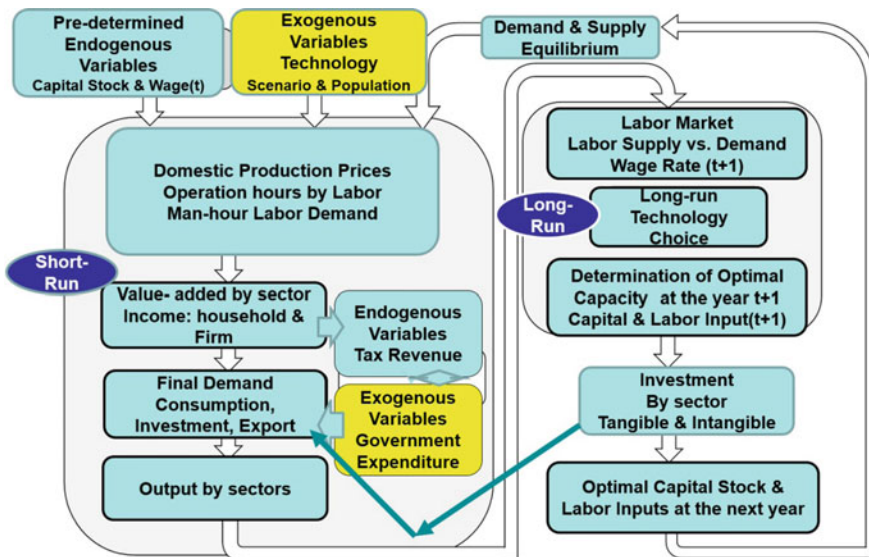 Pre-determined
Endogenous
Variables
Capital Stock & Wage(t)
Exogenous
Variables
Technology
Scenario & Population
Demand & Supply
Equilibrium
Domestic Production Prices
Operation hours by Labor
Man-hour Labor Demand
Short-
Run
Value- added by sector
Income: household &
Firm
Endogenous
Variables
Tax Revenue
Final Demand
Consumption,
Investment, Export
Exogenous
Variables
Government
Expenditure
Output by sectors
Labor Market
Labor Supply vs. Demand
Wage Rate (t+1)
Long-
Run
Long-run
Technology
Choice
Determination of Optimal
Capacity at the year t+1
Capital & Labor Input(t+1)
Investment
By sector
Tangible & Intangible
Optimal Capital Stock &
Labor Inputs at the next year